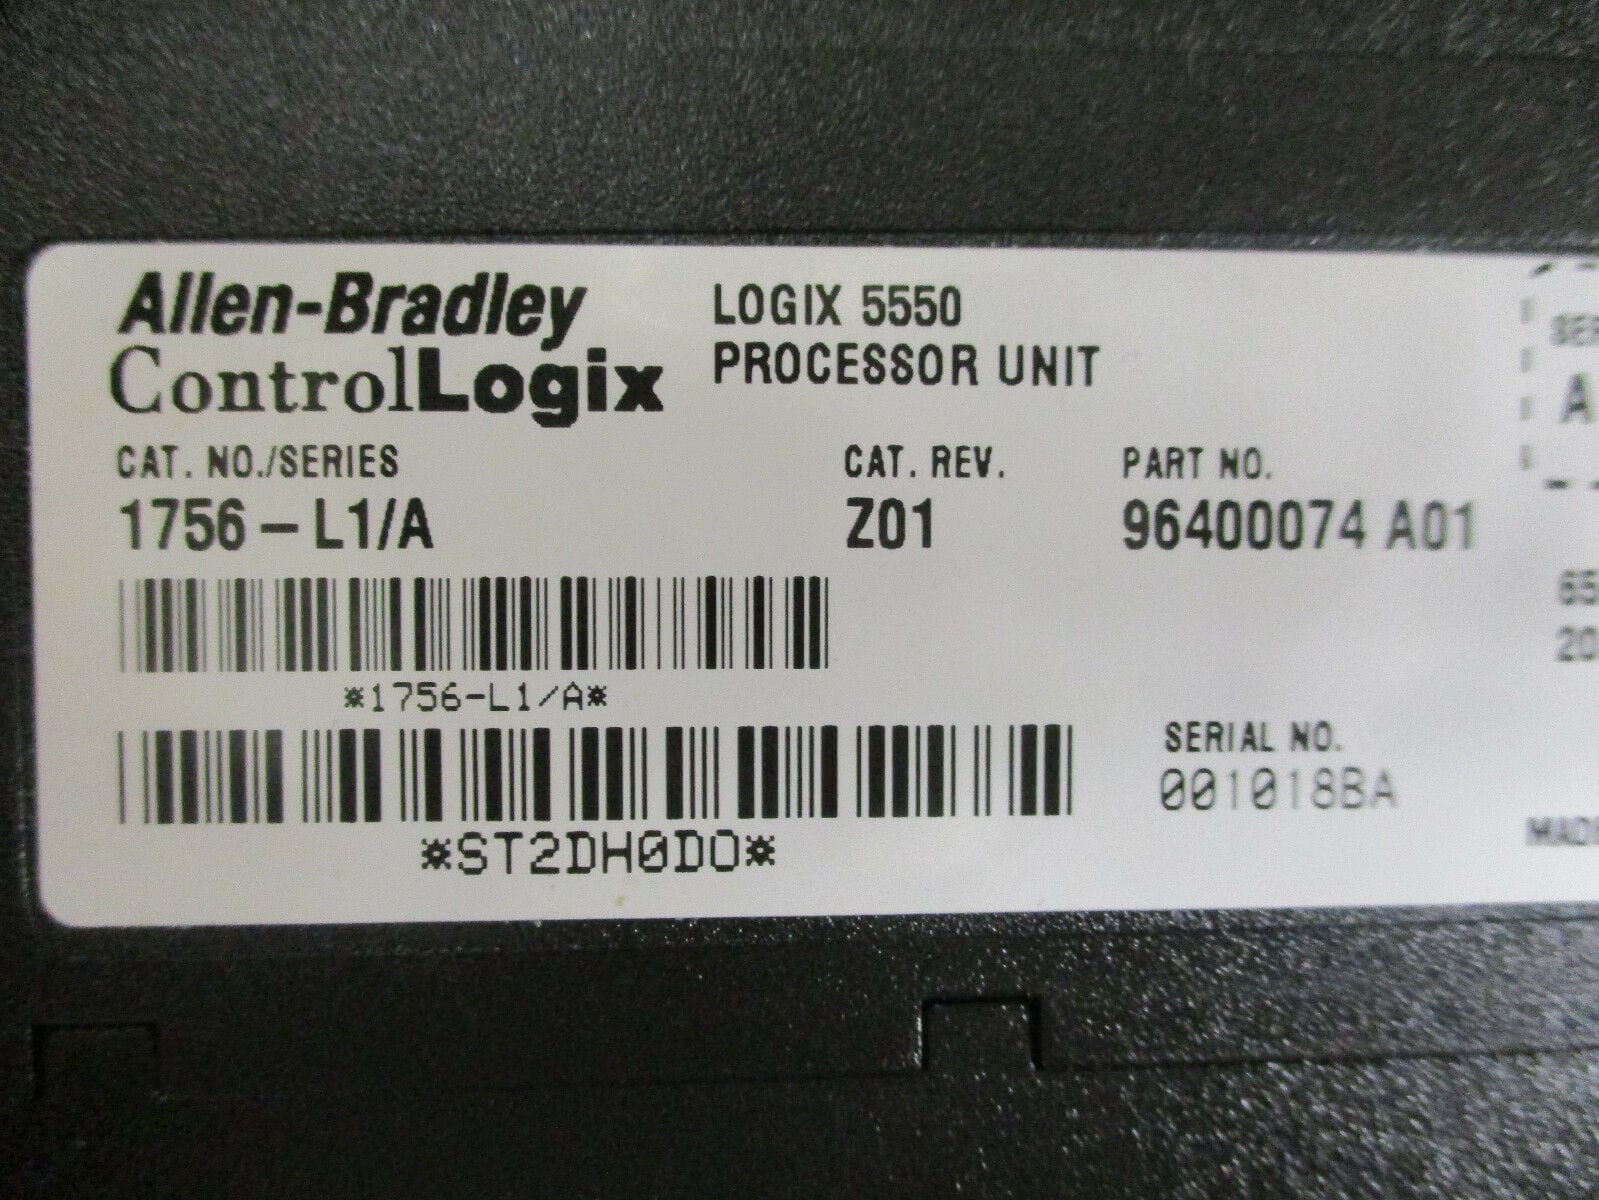 Allen-Bradley
ControlLogix
LOGIX 5550
PROCESSOR UNIT
CAT. NO./SERIES
1756-L1/A
CAT. REV.
Z01
PART NO.
96400074 A01
A
*1756-L1/A*
*ST2DH0DO*
SERIAL NO.
001018BA